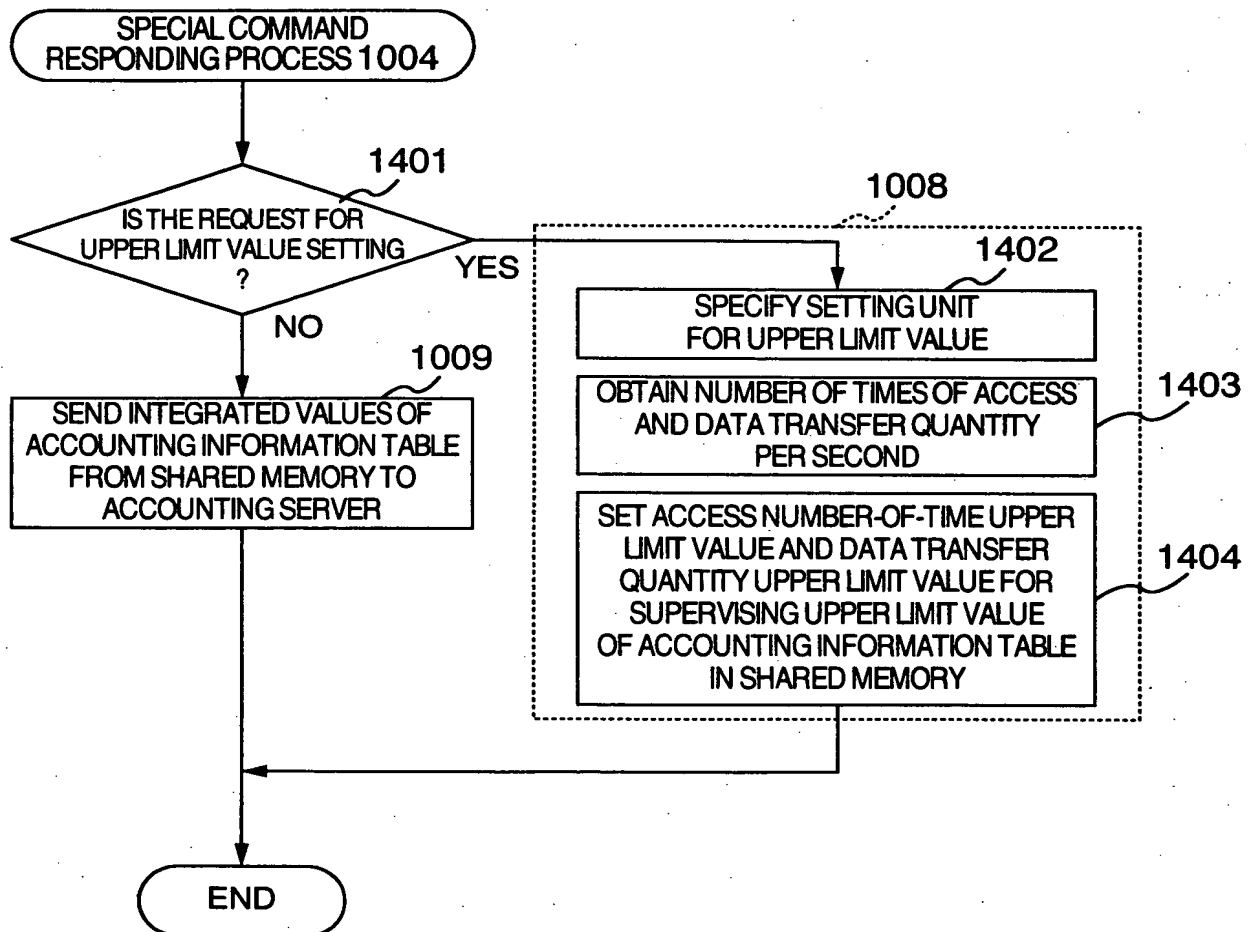 SPECIAL COMMAND
RESPONDING PROCESS 1004
1401
IS THE REQUEST FOR
UPPER LIMIT VALUE SETTING
?
YES
NO
1009
SEND INTEGRATED VALUES OF
ACCOUNTING INFORMATION TABLE
FROM SHARED MEMORY TO
ACCOUNTING SERVER
1008
1402
SPECIFY SETTING UNIT
FOR UPPER LIMIT VALUE
1403
OBTAIN NUMBER OF TIMES OF ACCESS
AND DATA TRANSFER QUANTITY
PER SECOND
1404
SET ACCESS NUMBER-OF-TIME UPPER
LIMIT VALUE AND DATA TRANSFER
QUANTITY UPPER LIMIT VALUE FOR
SUPERVISING UPPER LIMIT VALUE
OF ACCOUNTING INFORMATION TABLE
IN SHARED MEMORY
END